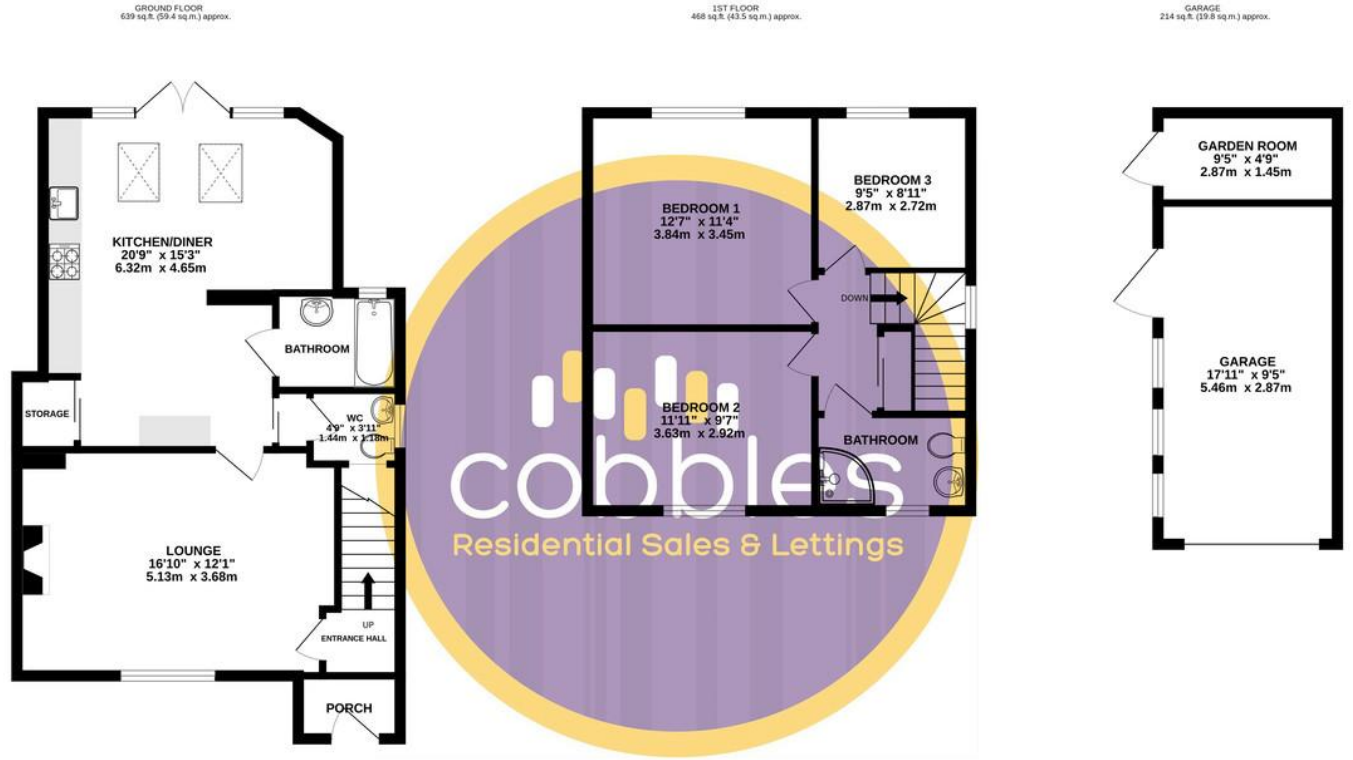 GROUND FLOOR
639 sq.ft. (59.4 sq.m.) approx.
1ST FLOOR
468 sq.ft. (43.5 sq.m.) approx.
GARAGE
214 sq.ft. (19.8 sq.m.) approx.
KITCHEN/DINER
20'9" x 15'3"
6.32m x 4.65m
BATHROOM
STORAGE
WC
4'9" x 3'11"
1.44m x 1.18m
LOUNGE
16'10" x 12'1"
5.13m x 3.68m
UP
ENTRANCE HALL
PORCH
BEDROOM 1
12'7" x 11'4"
3.84m x 3.45m
BEDROOM 3
9'5" x 8'11"
2.87m x 2.72m
DOWN
BEDROOM 2
11'11" x 9'7"
3.63m x 2.92m
BATHROOM
cobbles
Residential Sales & Lettings
GARDEN ROOM
9'5" x 4'9"
2.87m x 1.45m
GARAGE
17'11" x 9'5"
5.46m x 2.87m